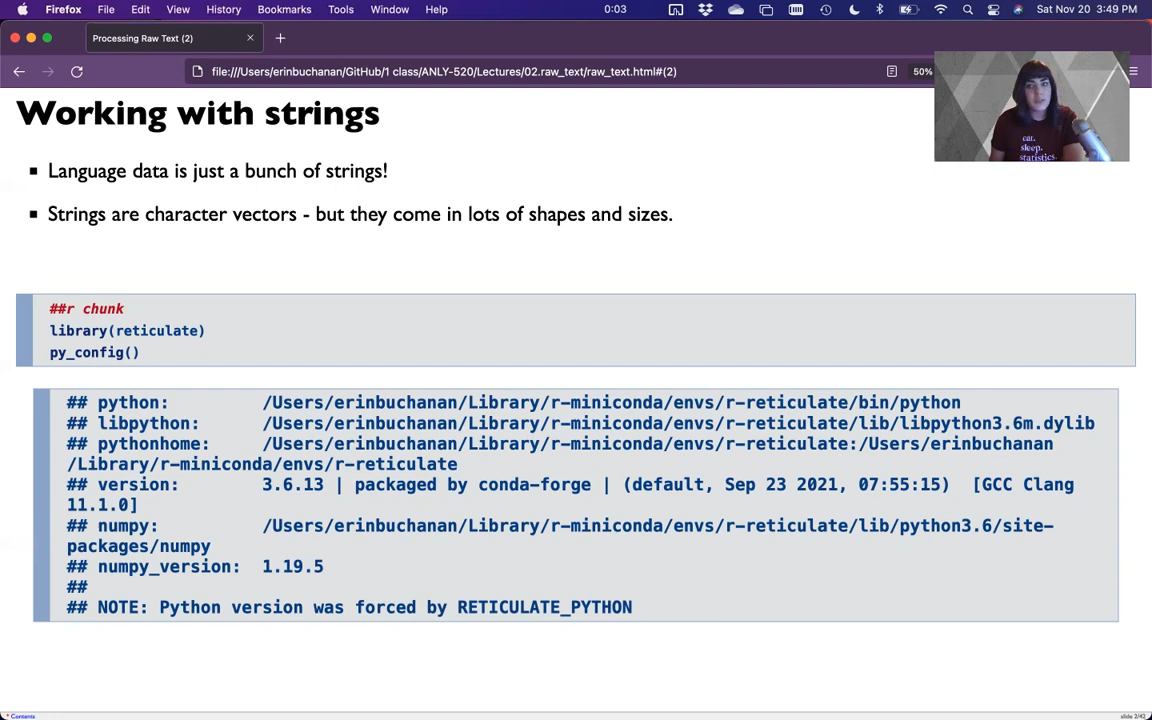 Firefox File Edit View History Bookmarks Tools Window Help 0:03 Sat Nov 20 3:49 PM
Processing Raw Text (2)
file:///Users/erinbuchanan/GitHub/1 class/ANLY-520/Lectures/02.raw_text/raw_text.html#(2) 50%
Working with strings
eat.
sleep.
statistics.
▪ Language data is just a bunch of strings!
▪ Strings are character vectors - but they come in lots of shapes and sizes.
##r chunk
library(reticulate)
py_config()
## python: /Users/erinbuchanan/Library/r-miniconda/envs/r-reticulate/bin/python
## libpython: /Users/erinbuchanan/Library/r-miniconda/envs/r-reticulate/lib/libpython3.6m.dylib
## pythonhome: /Users/erinbuchanan/Library/r-miniconda/envs/r-reticulate:/Users/erinbuchanan
/Library/r-miniconda/envs/r-reticulate
## version: 3.6.13 | packaged by conda-forge | (default, Sep 23 2021, 07:55:15) [GCC Clang
11.1.0]
## numpy: /Users/erinbuchanan/Library/r-miniconda/envs/r-reticulate/lib/python3.6/site-
packages/numpy
## numpy_version: 1.19.5
##
## NOTE: Python version was forced by RETICULATE_PYTHON
Contents slide 2/42